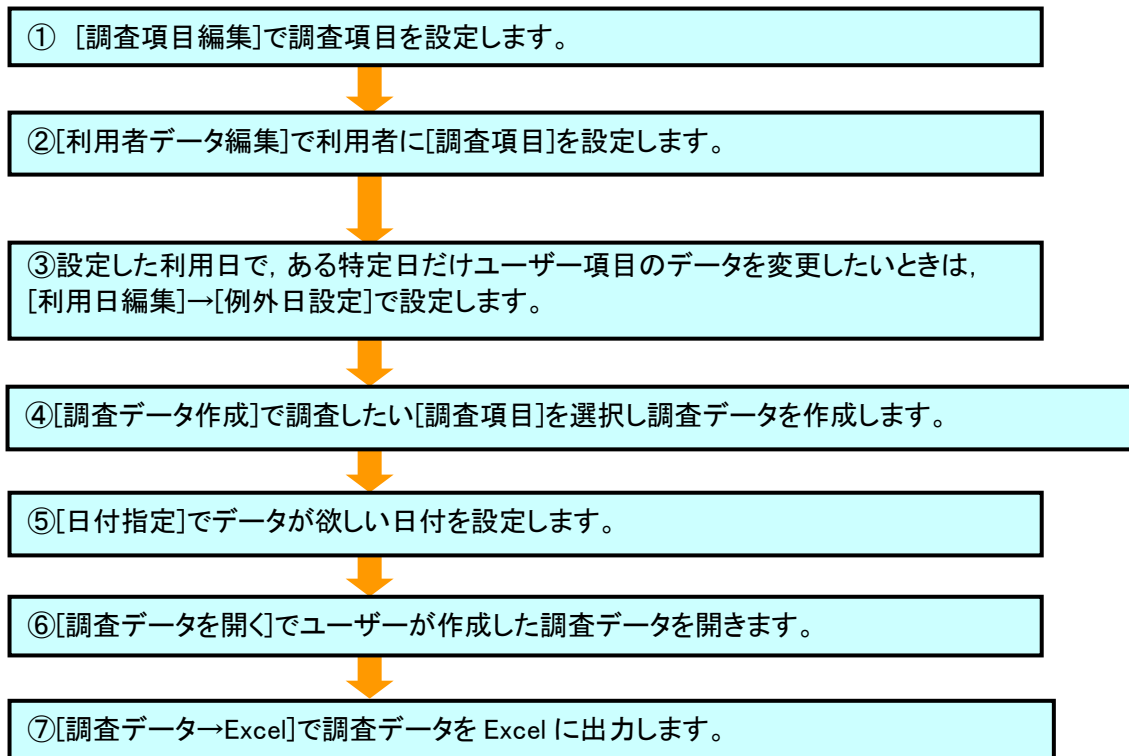 ① [調査項目編集]で調査項目を設定します。
②[利用者データ編集]で利用者に[調査項目]を設定します。
③設定した利用日で, ある特定日だけユーザー項目のデータを変更したいときは,
[利用日編集]→[例外日設定]で設定します。
④[調査データ作成]で調査したい[調査項目]を選択し調査データを作成します。
⑤[日付指定]でデータが欲しい日付を設定します。
⑥[調査データを開く]でユーザーが作成した調査データを開きます。
⑦[調査データ→Excel]で調査データを Excel に出力します。